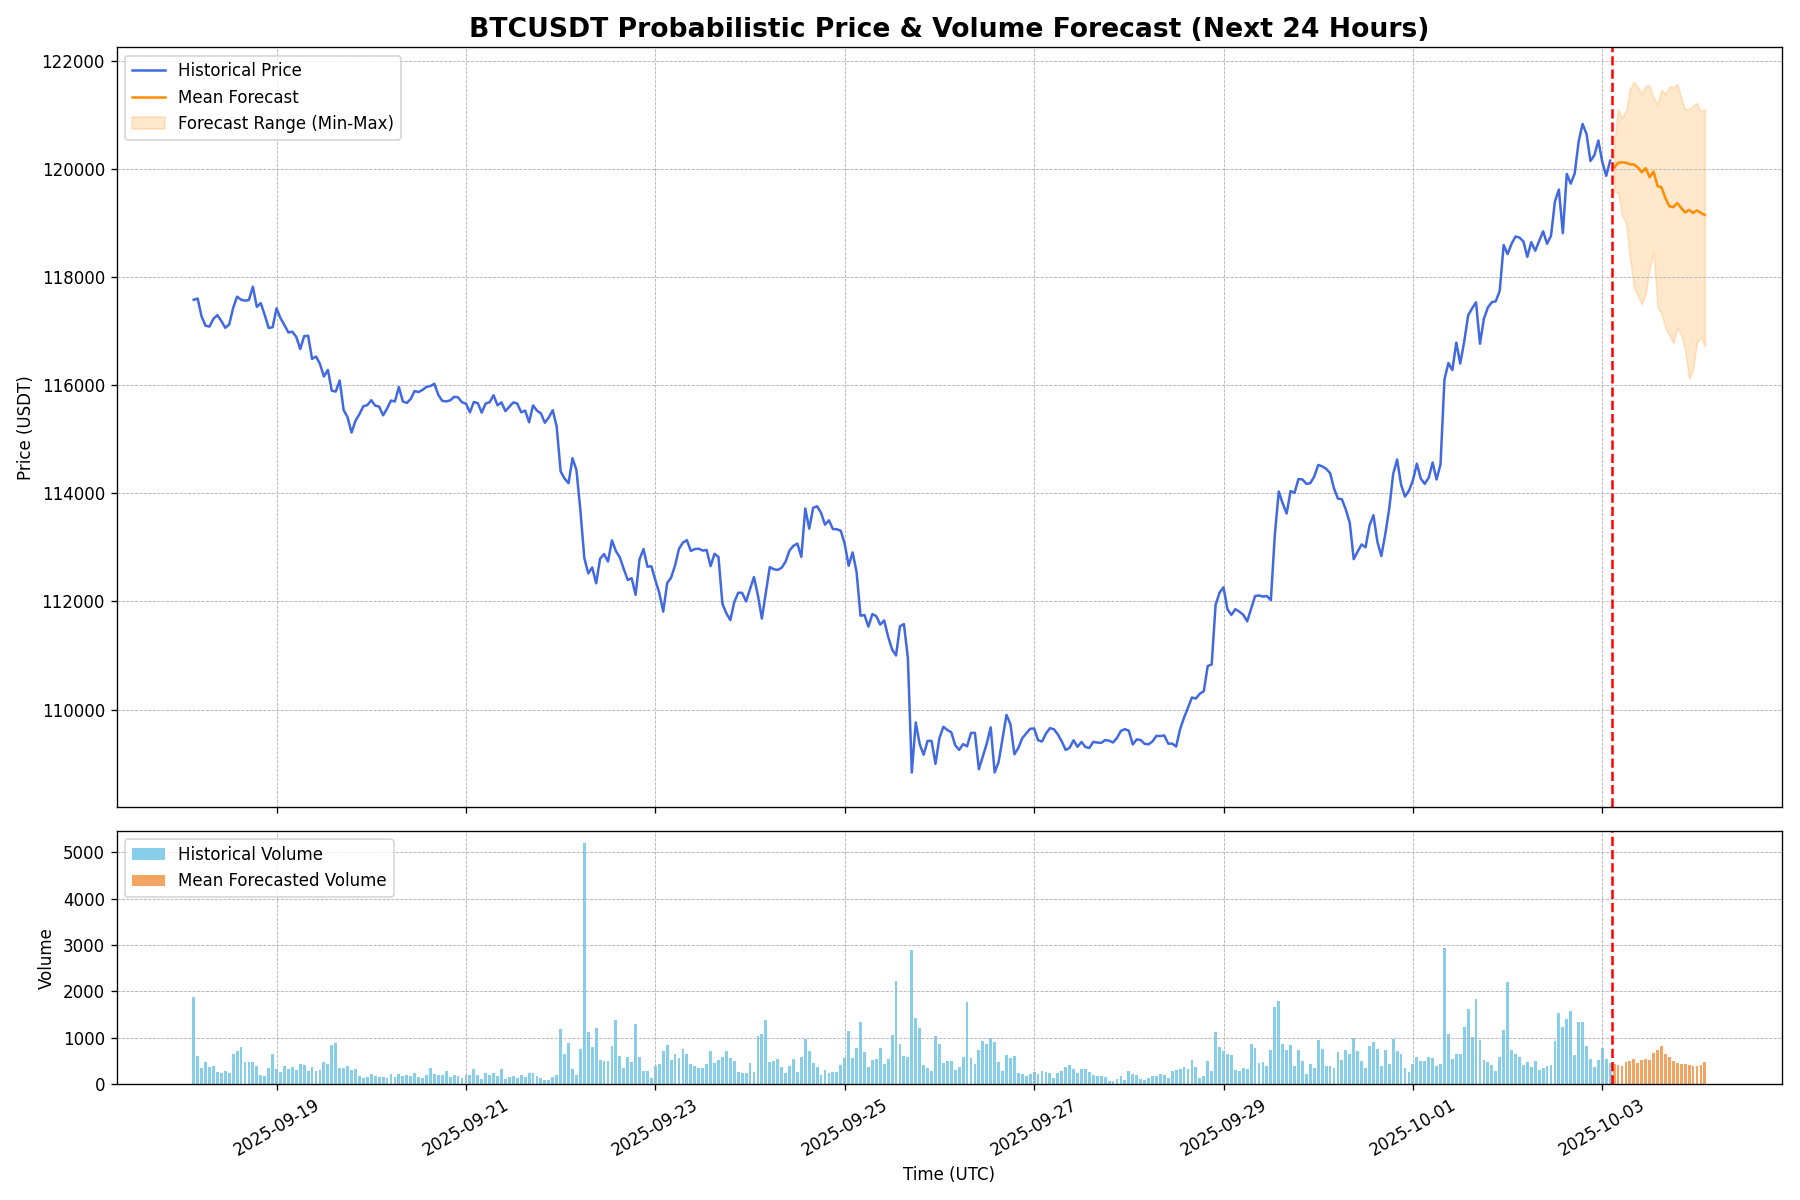 BTCUSDT Probabilistic Price & Volume Forecast (Next 24 Hours)
Historical Price
Mean Forecast
Forecast Range (Min-Max)
122000
120000
118000
116000
114000
112000
110000
Price (USDT)
Historical Volume
Mean Forecasted Volume
5000
4000
3000
2000
1000
0
Volume
2025-09-19
2025-09-21
2025-09-23
2025-09-25
2025-09-27
2025-09-29
2025-10-01
2025-10-03
Time (UTC)